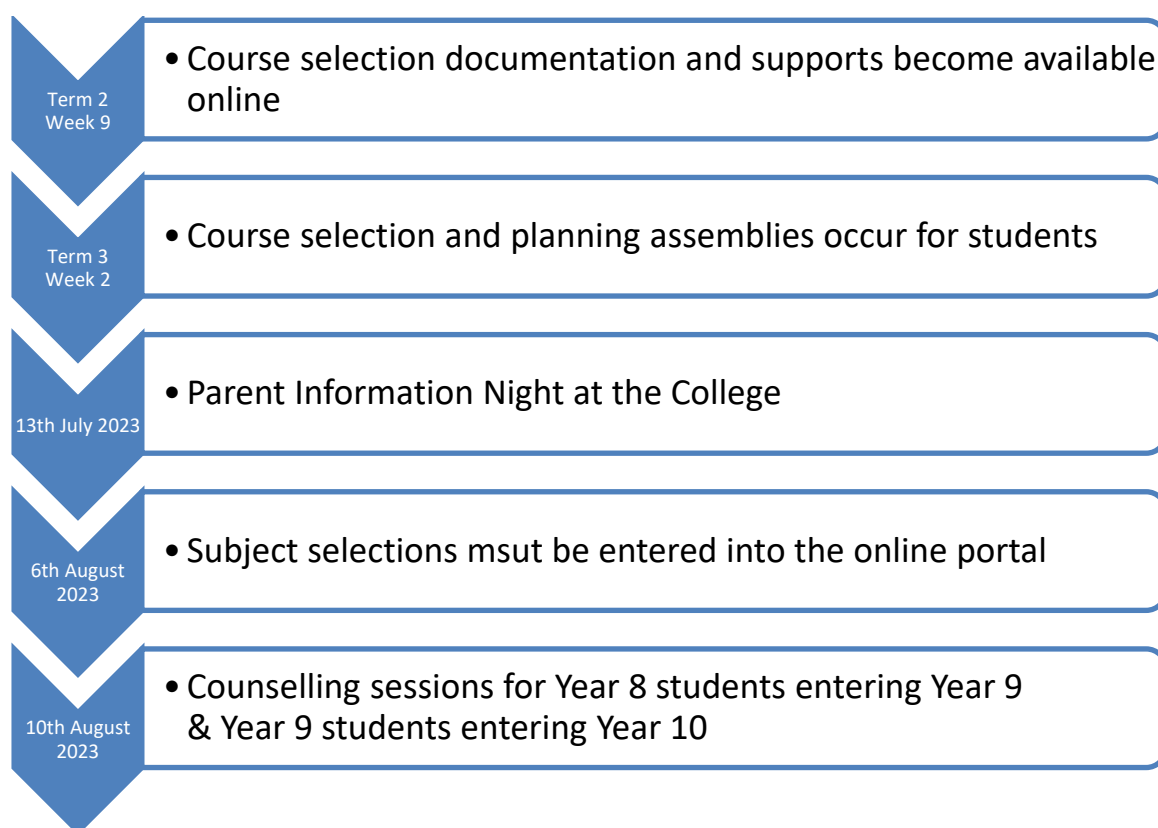 Term 2
Week 9
• Course selection documentation and supports become available
online
Term 3
Week 2
• Course selection and planning assemblies occur for students
13th July 2023
• Parent Information Night at the College
6th August
2023
• Subject selections msut be entered into the online portal
10th August
2023
• Counselling sessions for Year 8 students entering Year 9
& Year 9 students entering Year 10